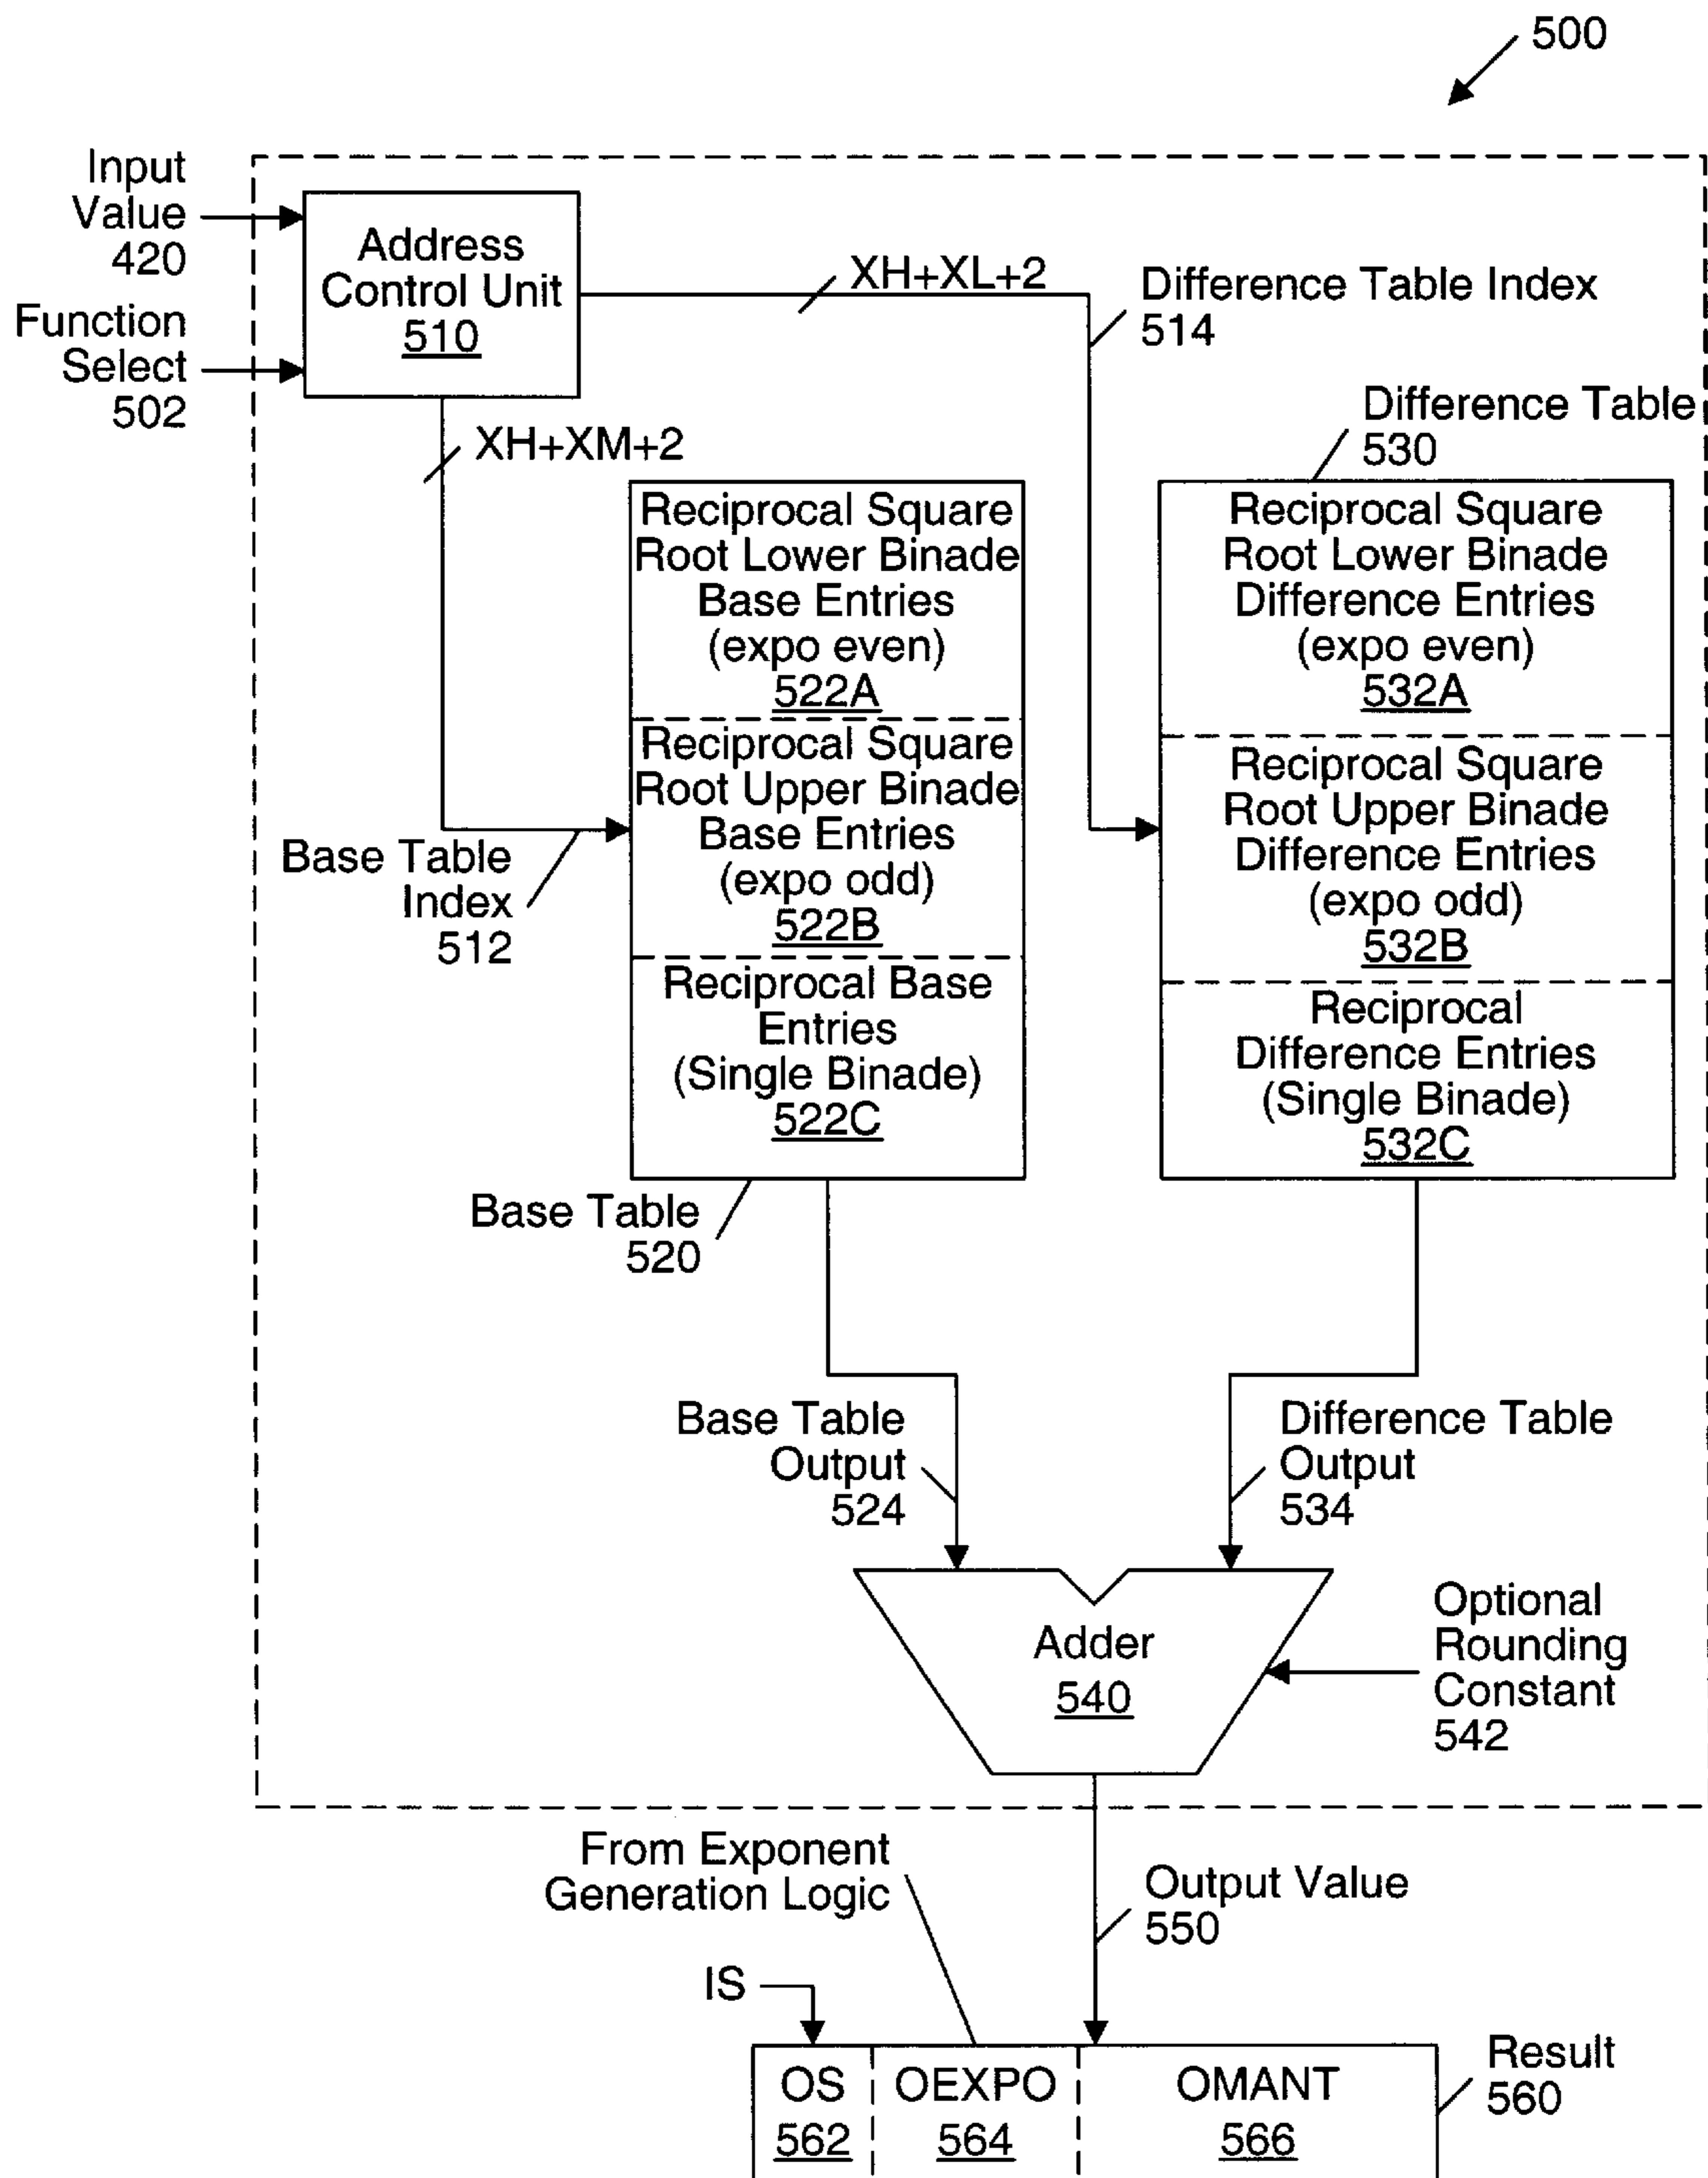 500
Input
Value
420
Function
Select
502
Address
Control Unit
510
XH+XL+2
Difference Table Index
514
XH+XM+2
Difference Table
530
Base Table
Index
512
Reciprocal Square
Root Lower Binade
Base Entries
(expo even)
522A
Reciprocal Square
Root Upper Binade
Base Entries
(expo odd)
522B
Reciprocal Base
Entries
(Single Binade)
522C
Reciprocal Square
Root Lower Binade
Difference Entries
(expo even)
532A
Reciprocal Square
Root Upper Binade
Difference Entries
(expo odd)
532B
Reciprocal
Difference Entries
(Single Binade)
532C
Base Table
520
Base Table
Output
524
Difference Table
Output
534
Adder
540
Optional
Rounding
Constant
542
From Exponent
Generation Logic
Output Value
550
IS
OS
562
OEXPO
564
OMANT
566
Result
560